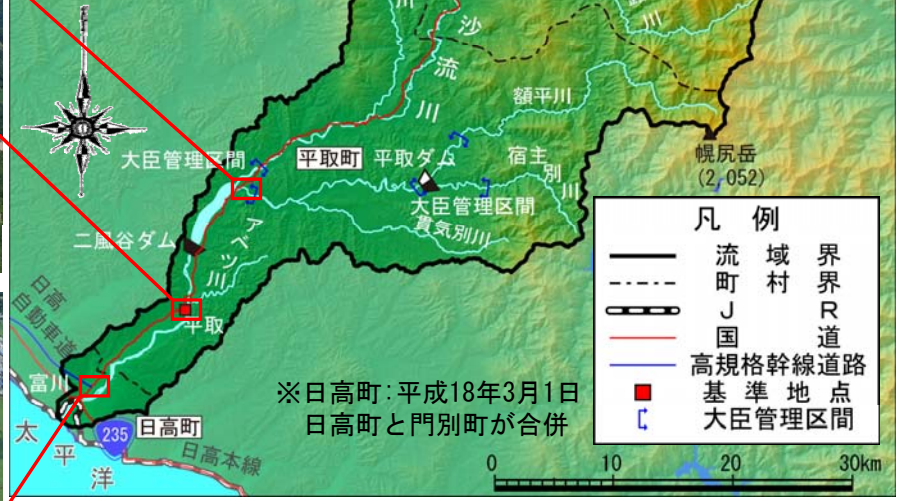 川
沙
流
川
川
額平川
幌尻岳
(2,052)
大臣管理区間
平取町
平取ダム
宿主別川
大臣管理区間
貫気別川
アベツ川
二風谷ダム
平取
日高自動車道
富川
太平洋
235
日高町
日高本線
※日高町:平成18年3月1日
日高町と門別町が合併
凡 例
流 域 界
町 村 界
J R
国 道
高規格幹線道路
基 準 地 点
大臣管理区間
0 10 20 30km